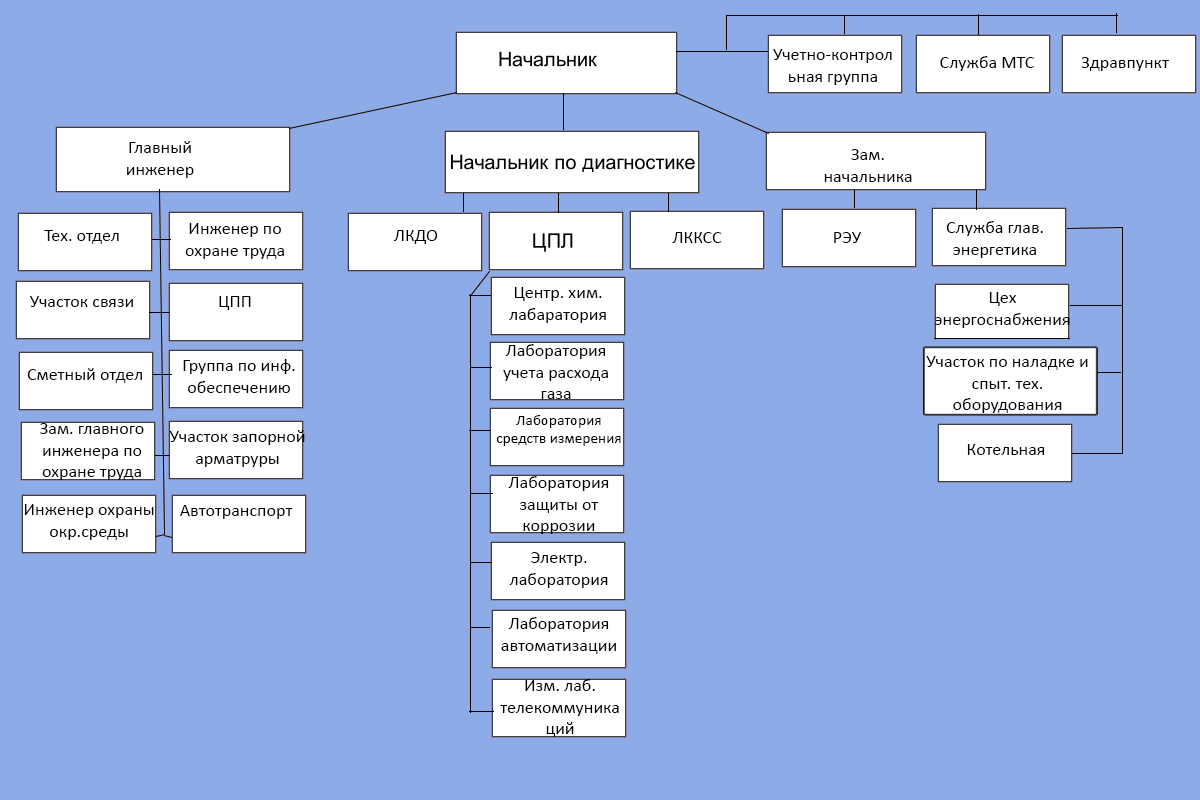 Начальник
Учетно-контрол
ьная группа
Служба МТС
Здравпункт
Главный
инженер
Начальник по диагностике
Зам.
начальника
Тех. отдел
Инженер по
охране труда
Участок связи
ЦПП
Сметный отдел
Группа по инф.
обеспечению
Зам. главного
инженера по
охране труда
Участок запорной
арматруры
Инженер охраны
окр.среды
Автотранспорт
ЛКДО
ЦПЛ
ЛККСС
Центр. хим.
лабаратория
Лаборатория
учета расхода
газа
Лаборатория
средств измерения
Лаборатория
защиты от
коррозии
Электр.
лаборатория
Лаборатория
автоматизации
Изм. лаб.
телекоммуника
ций
РЭУ
Служба глав.
энергетика
Цех
энергоснабжения
Участок по наладке и
спыт. тех.
оборудования
Котельная